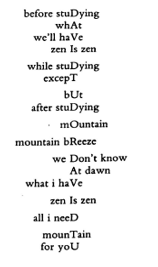 before stuDying
whAt
we'll haVe
zen Is zen
while stuDying
excepT
bUt
after stuDying
mOuntain
mountain bReeze
we Don't know
At dawn
what i haVe
zen Is zen
all i neeD
mounTain
for yoU